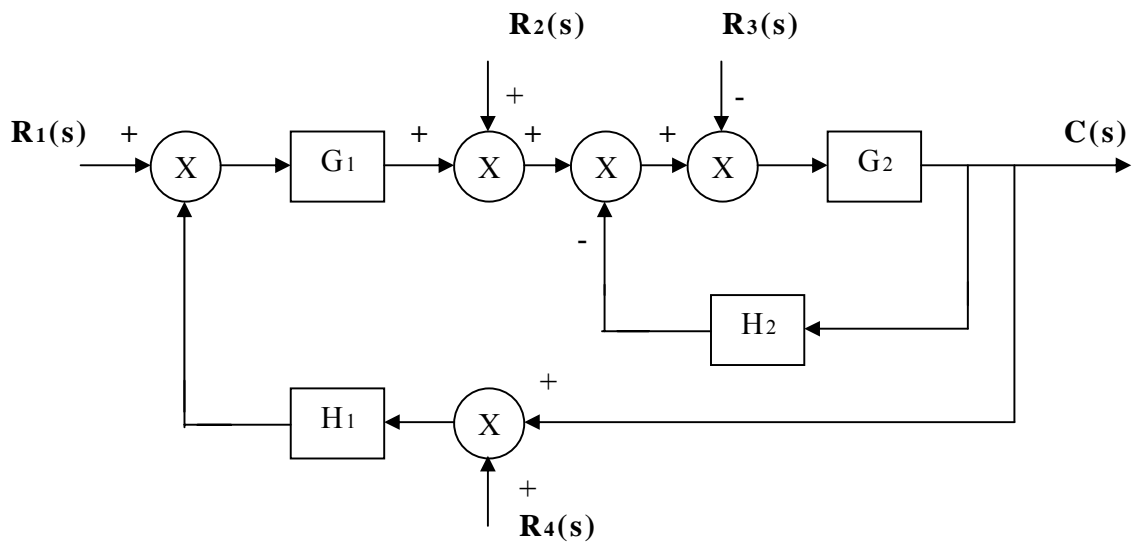 R2(s) R3(s)
+ -
R1(s) + + + + C(s)
X G1 X X X G2
-
H2
+
H1 X
+
R4(s)